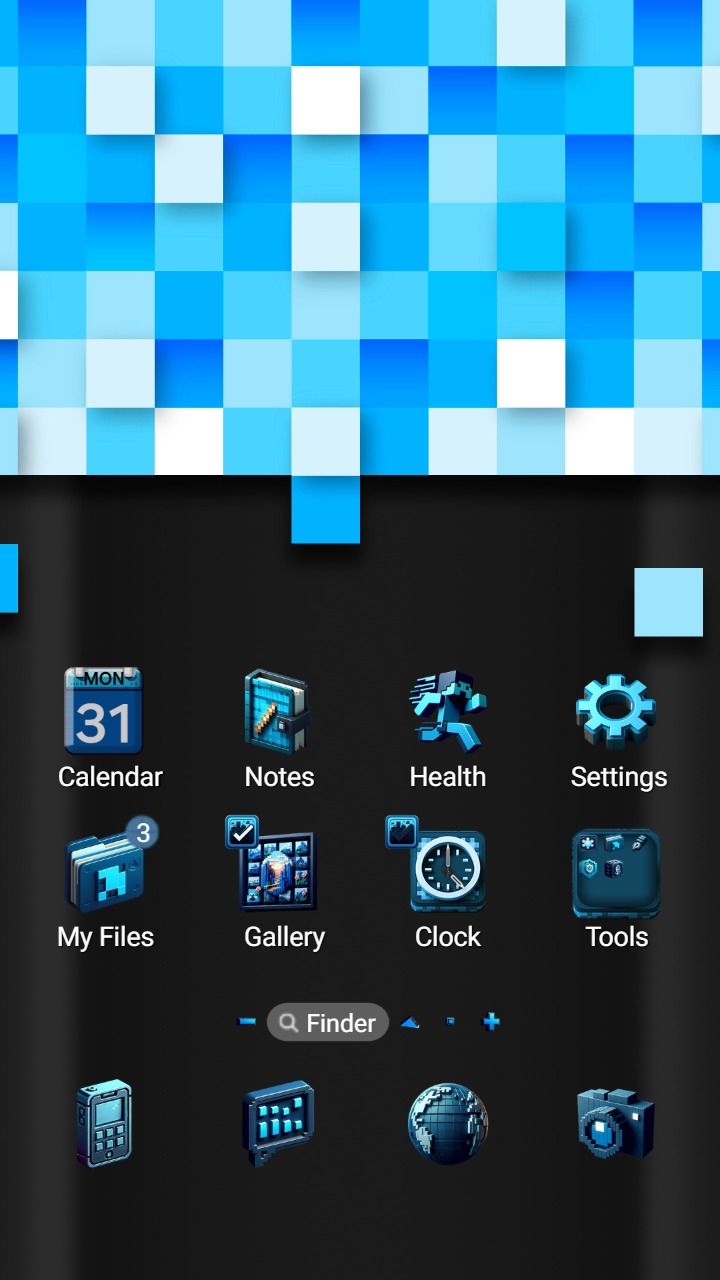 MON
31
Calendar
Notes
Health
Settings
3
My Files
Gallery
Clock
Tools
Finder